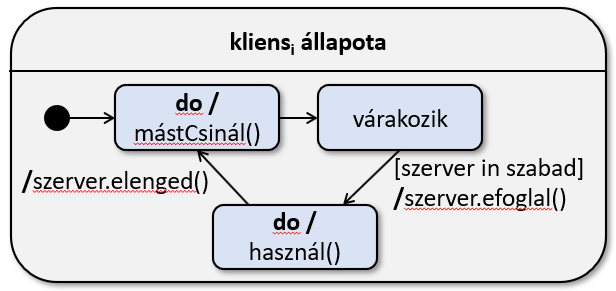 kliensᵢ állapota
do /
mástCsinál()
várakozik
[szerver in szabad]
/szerver.elenged()
/szerver.efoglal()
do /
használ()